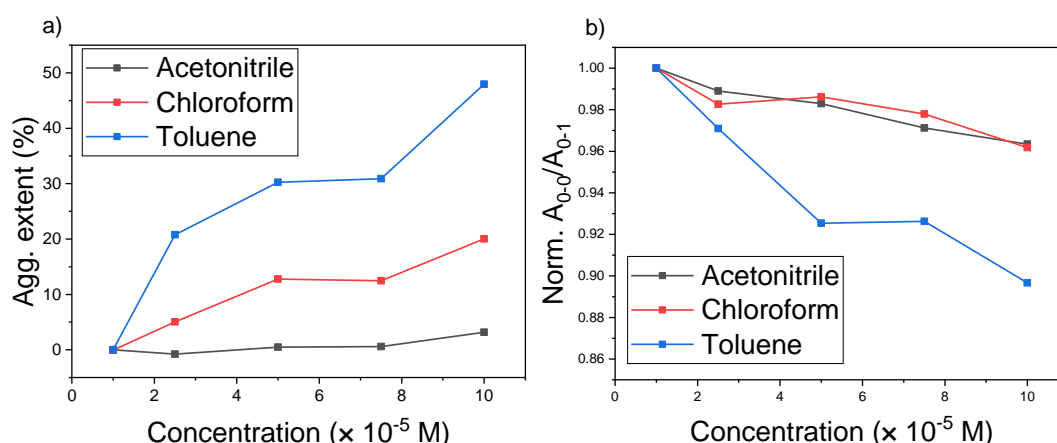 a)
Agg. extent (%)
50
40
30
20
10
0
Acetonitrile
Chloroform
Toluene
0 2 4 6 8 10
Concentration (× 10⁻⁵ M)
b)
Norm. A₀₋₀/A₀₋₁
1.00
0.98
0.96
0.94
0.92
0.90
0.88
0.86
Acetonitrile
Chloroform
Toluene
0 2 4 6 8 10
Concentration (× 10⁻⁵ M)